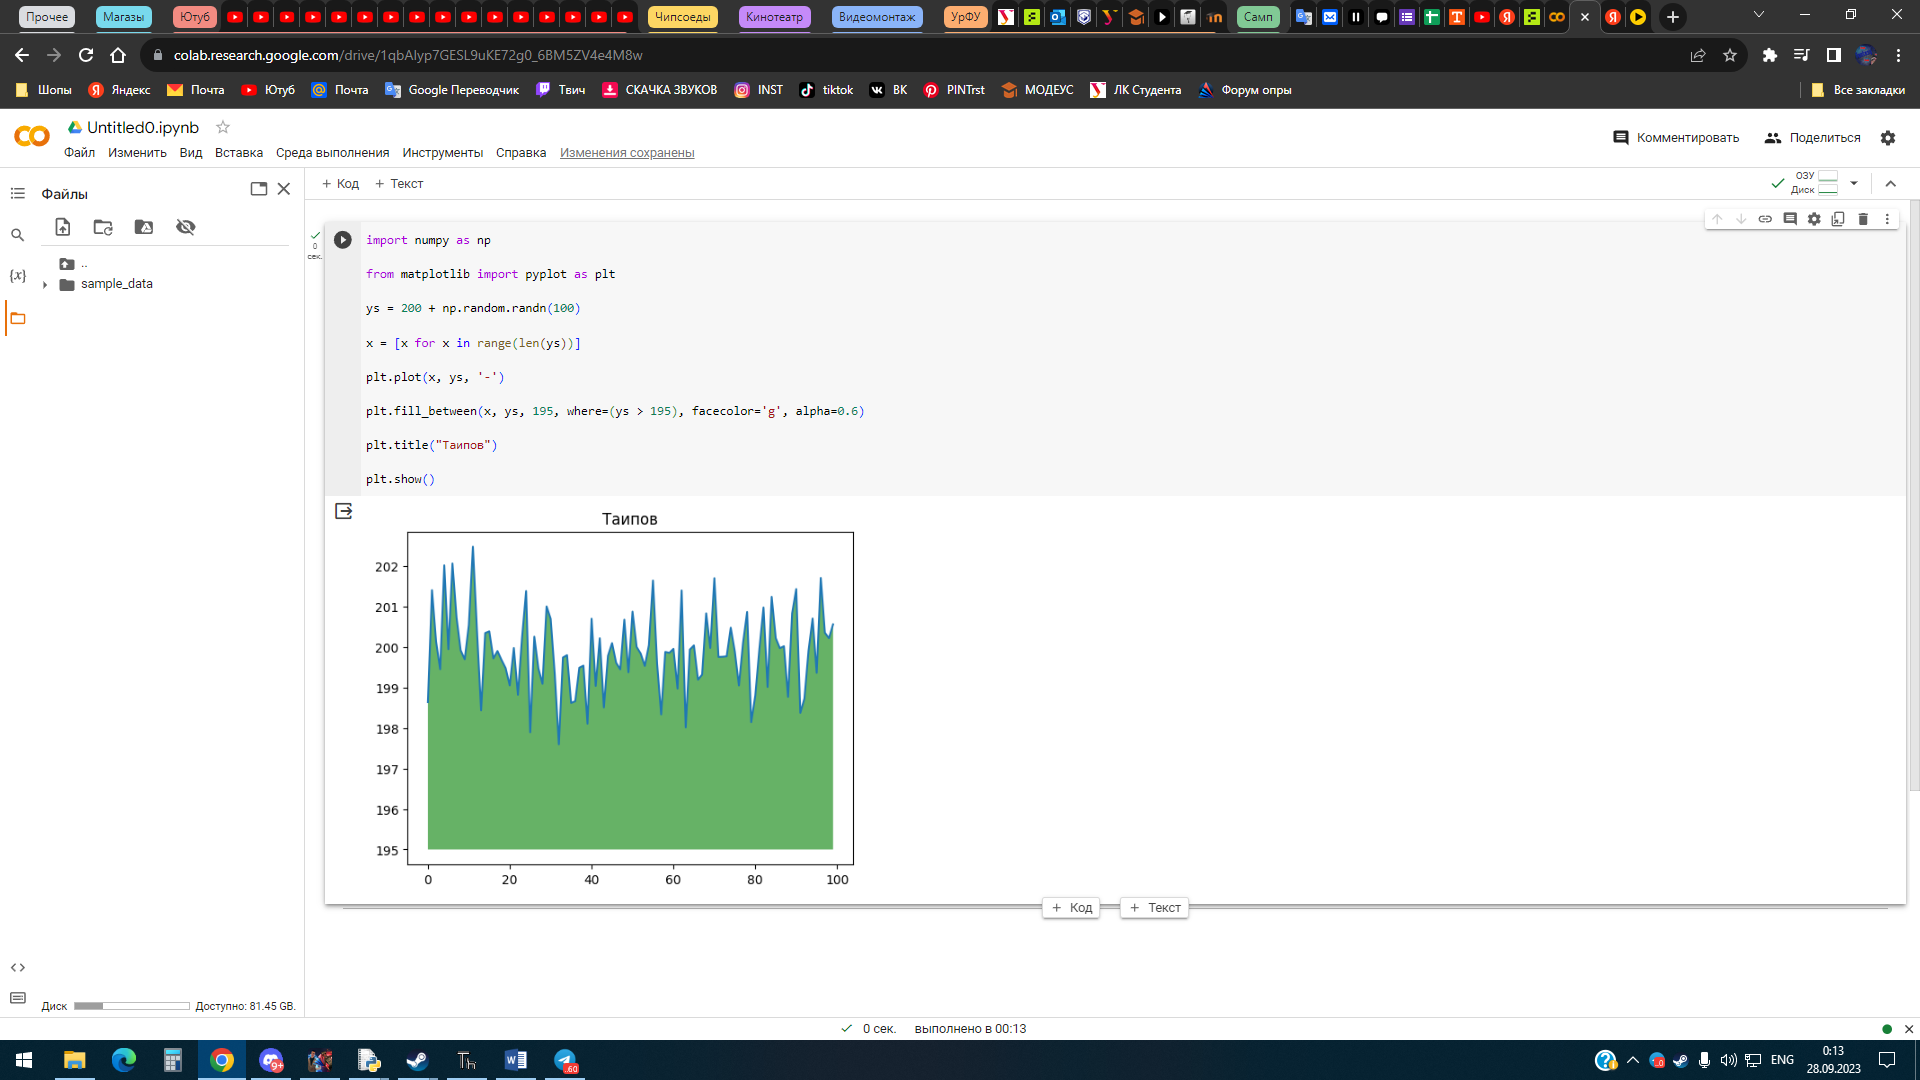 Прочее Магазы Ютуб Чипсоеды Кинотеатр Видеомонтаж УрФУ Самп
colab.research.google.com/drive/1qbAlyp7GESL9uKE72g0_6BM5ZV4e4M8w
Шопы Яндекс Почта Ютуб Почта Google Переводчик Твич СКАЧКА ЗВУКОВ INST tiktok ВК PINTrst МОДЕУС ЛК Студента Форум опры Все закладки
Untitled0.ipynb
Комментировать Поделиться
Файл Изменить Вид Вставка Среда выполнения Инструменты Справка Изменения сохранены
Файлы
+ Код + Текст
ОЗУ
Диск
..
sample_data
{x}
0
сек.
import numpy as np
from matplotlib import pyplot as plt
ys = 200 + np.random.randn(100)
x = [x for x in range(len(ys))]
plt.plot(x, ys, '-')
plt.fill_between(x, ys, 195, where=(ys > 195), facecolor='g', alpha=0.6)
plt.title("Таипов")
plt.show()
Таипов
202
201
200
199
198
197
196
195
0 20 40 60 80 100
+ Код + Текст
Диск Доступно: 81.45 GB.
0 сек. выполнено в 00:13
ENG
0:13
28.09.2023